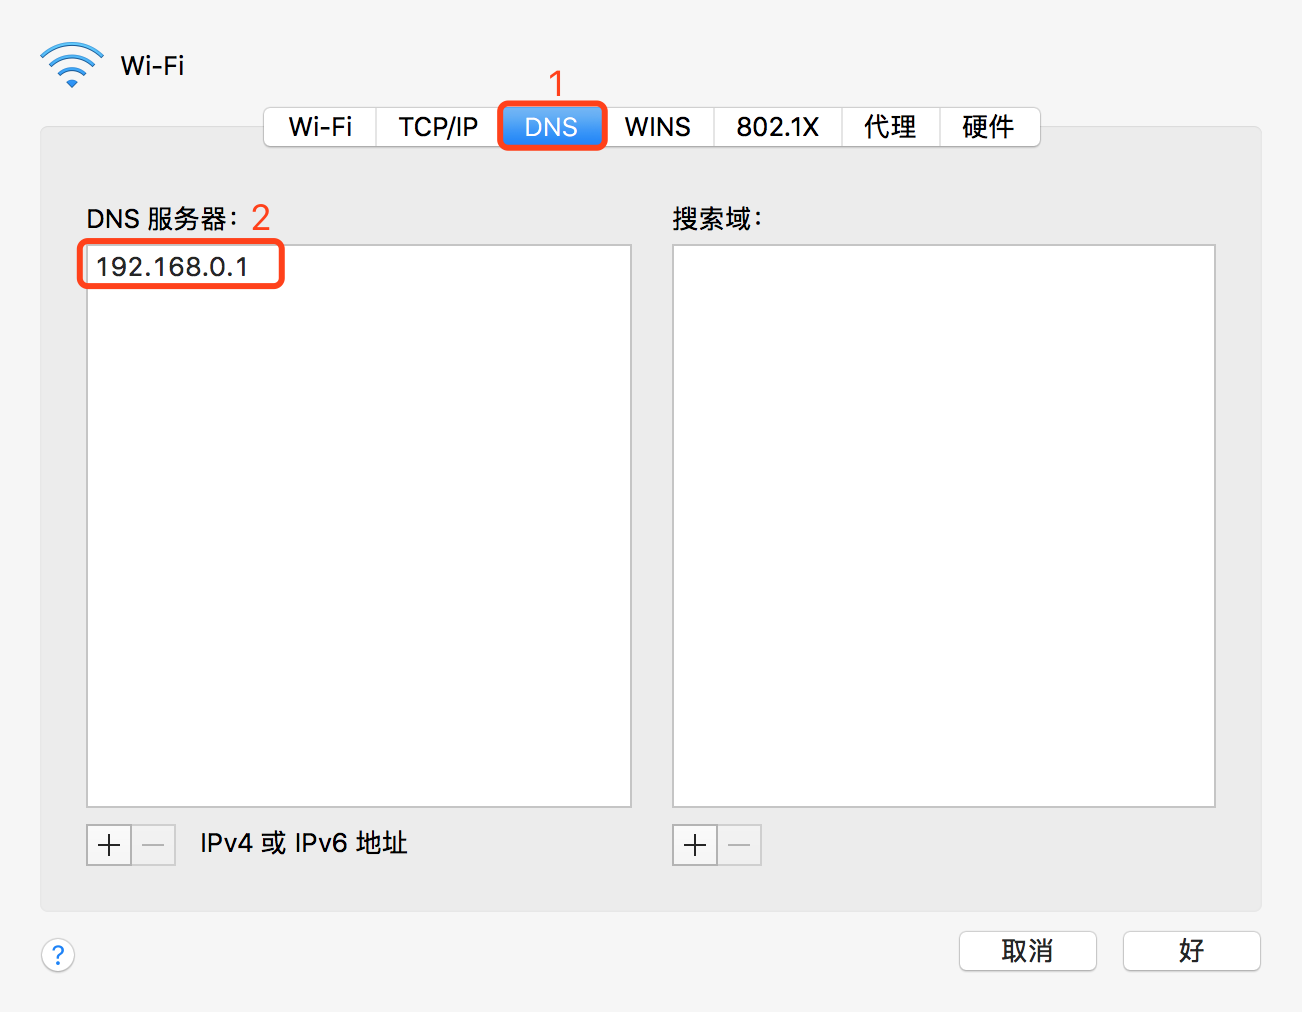 Wi-Fi
1
Wi-Fi TCP/IP DNS WINS 802.1X 代理 硬件
DNS 服务器： 2
192.168.0.1
搜索域：
+ − IPv4 或 IPv6 地址
+ −
? 取消 好